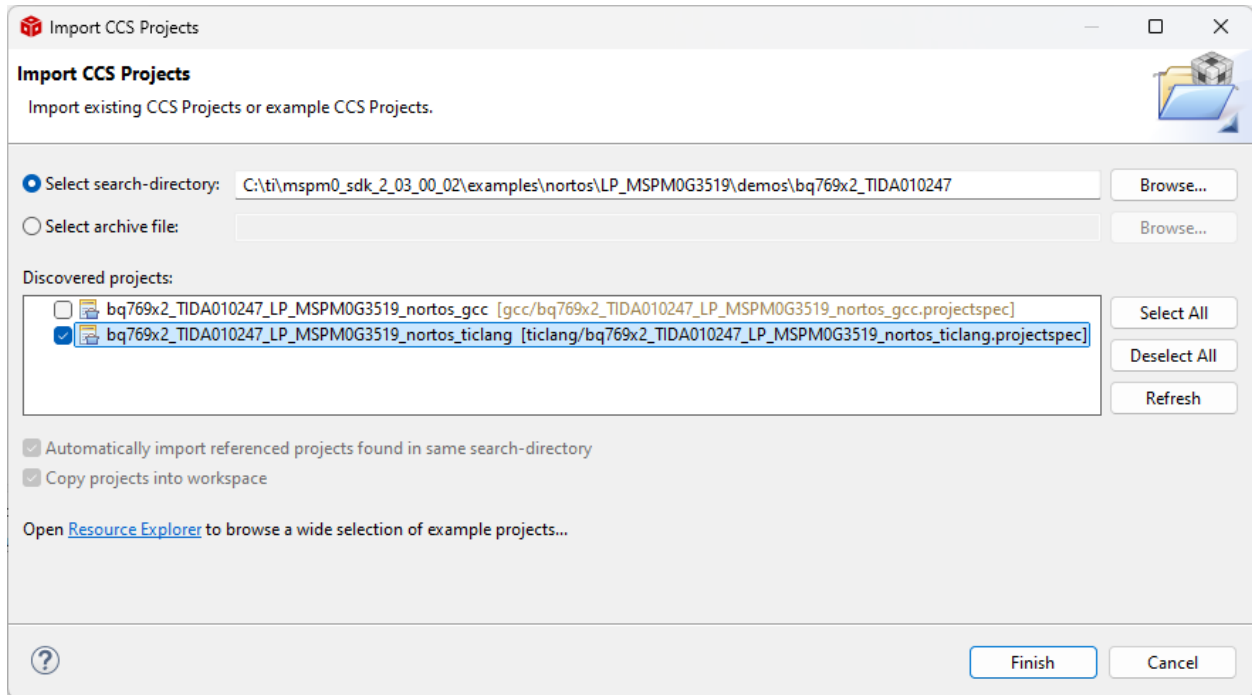 Import CCS Projects
Import CCS Projects
Import existing CCS Projects or example CCS Projects.
Select search-directory: C:\ti\mspm0_sdk_2_03_00_02\examples\nortos\LP_MSPM0G3519\demos\bq769x2_TIDA010247 Browse...
Select archive file: Browse...
Discovered projects:
bq769x2_TIDA010247_LP_MSPM0G3519_nortos_gcc [gcc/bq769x2_TIDA010247_LP_MSPM0G3519_nortos_gcc.projectspec] Select All
bq769x2_TIDA010247_LP_MSPM0G3519_nortos_ticlang [ticlang/bq769x2_TIDA010247_LP_MSPM0G3519_nortos_ticlang.projectspec]
Deselect All
Refresh
Automatically import referenced projects found in same search-directory
Copy projects into workspace
Open Resource Explorer to browse a wide selection of example projects...
? Finish Cancel